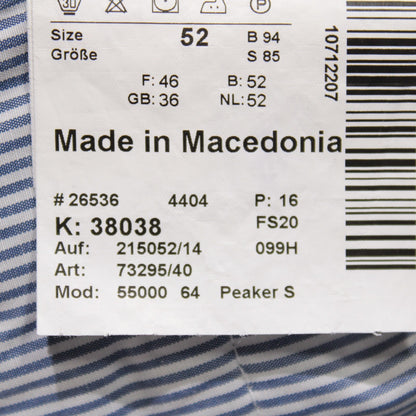 30 P
Size 52 B 94
Größe S 85
F: 46 B: 52
GB: 36 NL: 52
Made in Macedonia
# 26536 4404 P: 16
K: 38038 FS20
Auf: 215052/14 099H
Art: 73295/40
Mod: 55000 64 Peaker S
10712207